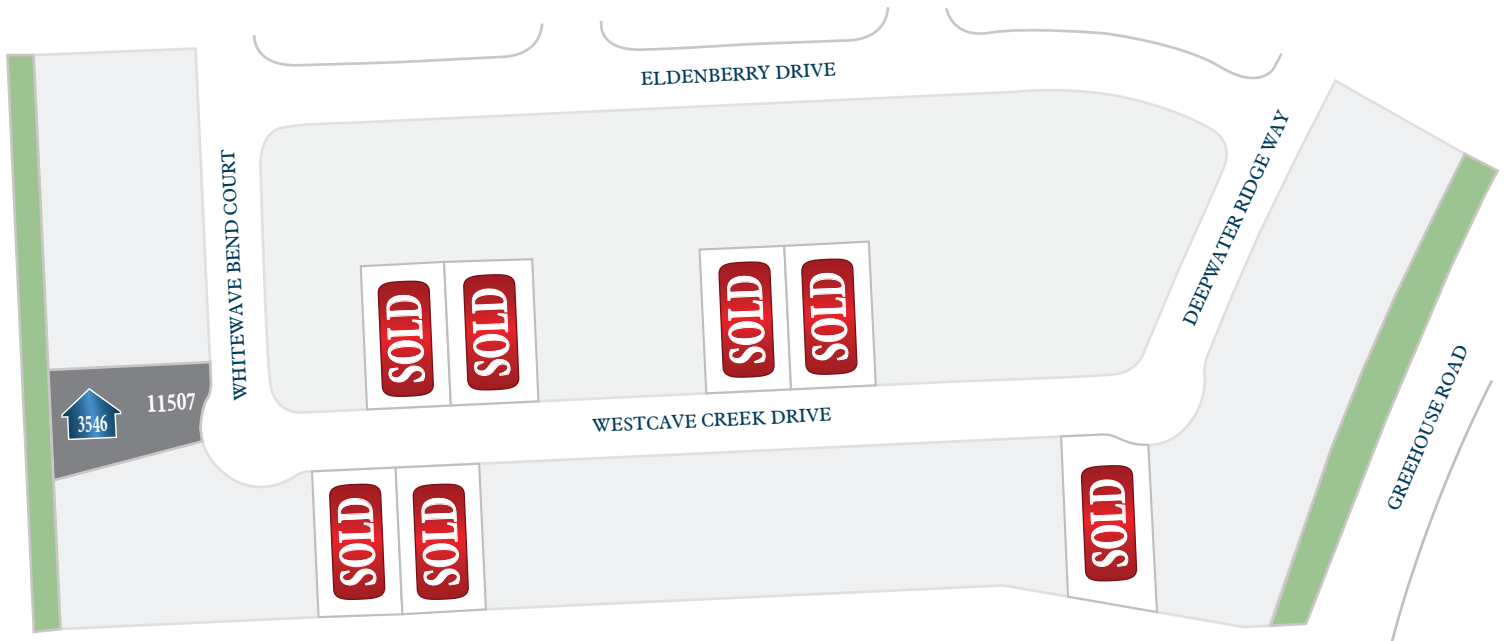 ELDENBERRY DRIVE
WHITEWAVE BEND COURT
DEEPWATER RIDGE WAY
SOLD
SOLD
SOLD
SOLD
11507
3546
WESTCAVE CREEK DRIVE
GREEHOUSE ROAD
SOLD
SOLD
SOLD